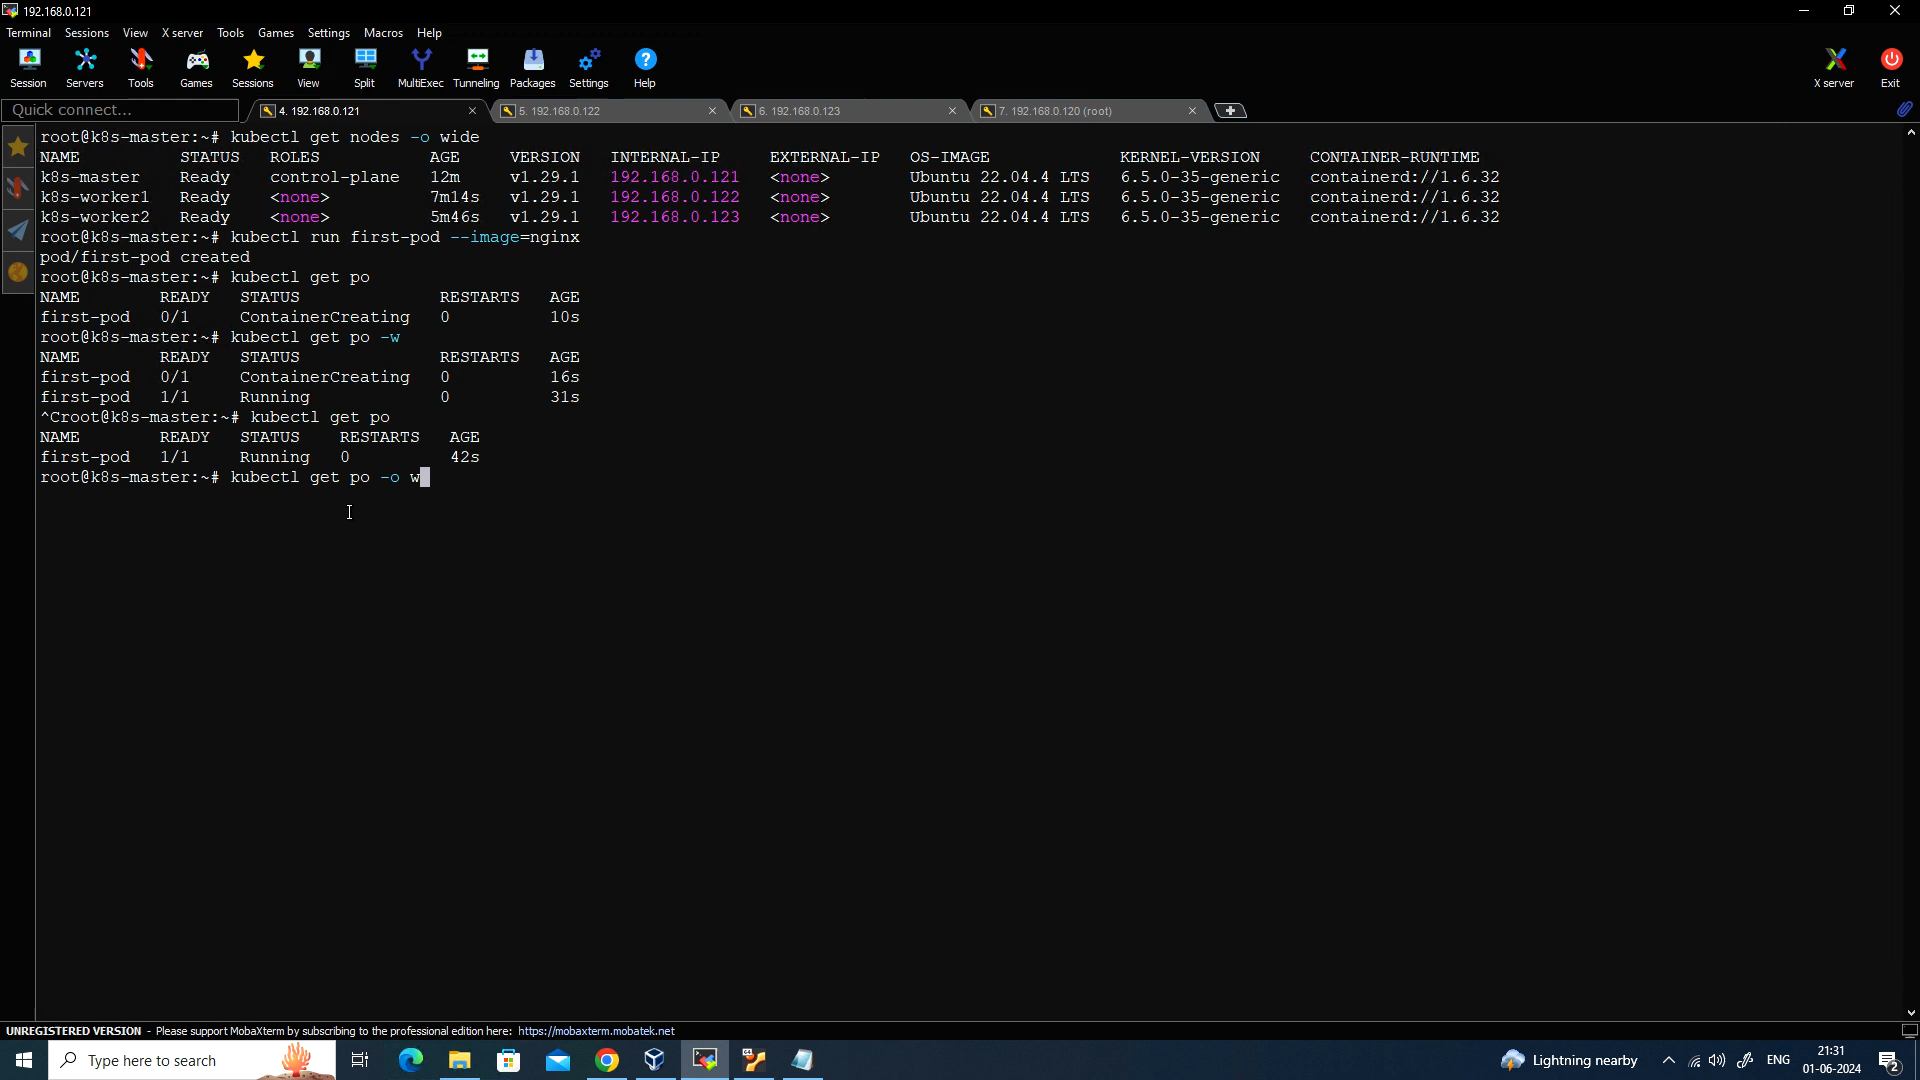 192.168.0.121
Terminal Sessions View X server Tools Games Settings Macros Help
Session Servers Tools Games Sessions View Split MultiExec Tunneling Packages Settings Help X server Exit
Quick connect... 4. 192.168.0.121 5. 192.168.0.122 6. 192.168.0.123 7. 192.168.0.120 (root)
root@k8s-master:~# kubectl get nodes -o wide
NAME STATUS ROLES AGE VERSION INTERNAL-IP EXTERNAL-IP OS-IMAGE KERNEL-VERSION CONTAINER-RUNTIME
k8s-master Ready control-plane 12m v1.29.1 192.168.0.121 <none> Ubuntu 22.04.4 LTS 6.5.0-35-generic containerd://1.6.32
k8s-worker1 Ready <none> 7m14s v1.29.1 192.168.0.122 <none> Ubuntu 22.04.4 LTS 6.5.0-35-generic containerd://1.6.32
k8s-worker2 Ready <none> 5m46s v1.29.1 192.168.0.123 <none> Ubuntu 22.04.4 LTS 6.5.0-35-generic containerd://1.6.32
root@k8s-master:~# kubectl run first-pod --image=nginx
pod/first-pod created
root@k8s-master:~# kubectl get po
NAME READY STATUS RESTARTS AGE
first-pod 0/1 ContainerCreating 0 10s
root@k8s-master:~# kubectl get po -w
NAME READY STATUS RESTARTS AGE
first-pod 0/1 ContainerCreating 0 16s
first-pod 1/1 Running 0 31s
^Croot@k8s-master:~# kubectl get po
NAME READY STATUS RESTARTS AGE
first-pod 1/1 Running 0 42s
root@k8s-master:~# kubectl get po -o w
UNREGISTERED VERSION - Please support MobaXterm by subscribing to the professional edition here: https://mobaxterm.mobatek.net
Type here to search Lightning nearby ENG 21:31
01-06-2024 2